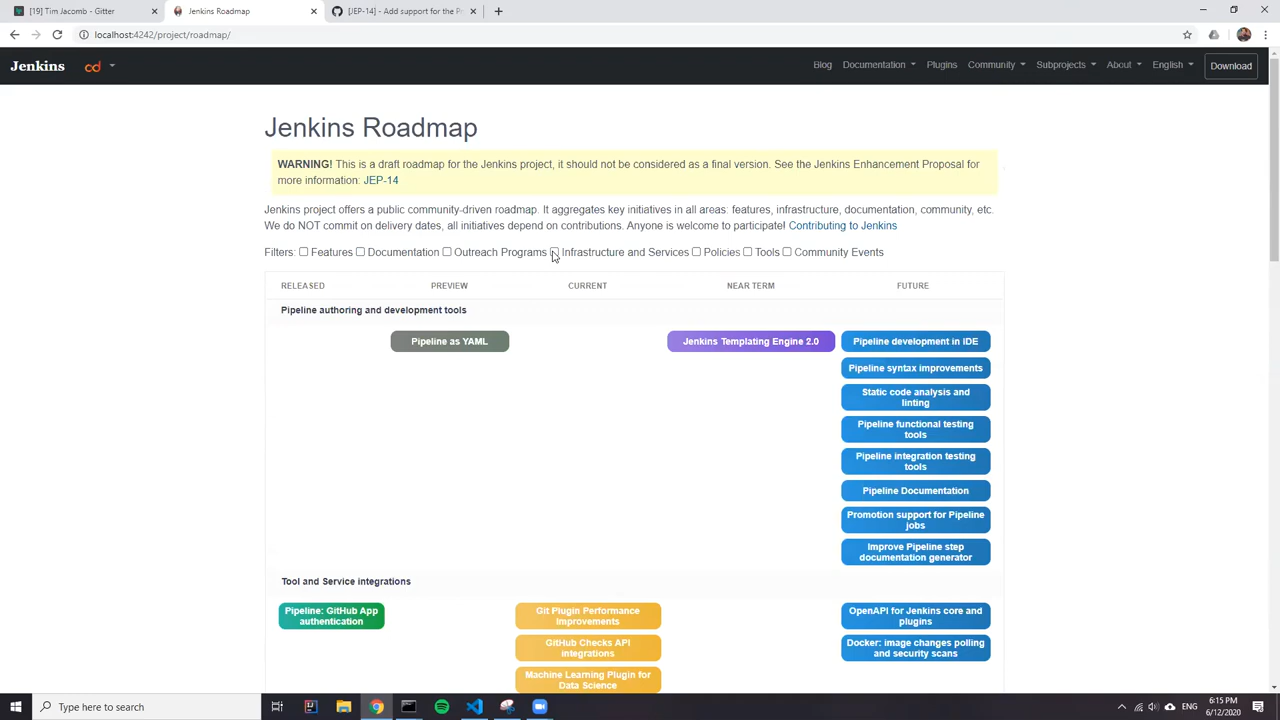 [19] Tim Jacomb - Gitter
Jenkins Roadmap
[JEP-14] - Add support for the P
localhost:4242/project/roadmap/
Jenkins
cd
Blog
Documentation
Plugins
Community
Subprojects
About
English
Download
Jenkins Roadmap
WARNING! This is a draft roadmap for the Jenkins project, it should not be considered as a final version. See the Jenkins Enhancement Proposal for
more information: JEP-14
Jenkins project offers a public community-driven roadmap. It aggregates key initiatives in all areas: features, infrastructure, documentation, community, etc.
We do NOT commit on delivery dates, all initiatives depend on contributions. Anyone is welcome to participate! Contributing to Jenkins
Filters: Features Documentation Outreach Programs Infrastructure and Services Policies Tools Community Events
RELEASED PREVIEW CURRENT NEAR TERM FUTURE
Pipeline authoring and development tools
Pipeline as YAML
Jenkins Templating Engine 2.0
Pipeline development in IDE
Pipeline syntax improvements
Static code analysis and
linting
Pipeline functional testing
tools
Pipeline integration testing
tools
Pipeline Documentation
Promotion support for Pipeline
jobs
Improve Pipeline step
documentation generator
Tool and Service integrations
Pipeline: GitHub App
authentication
Git Plugin Performance
Improvements
GitHub Checks API
integrations
Machine Learning Plugin for
Data Science
OpenAPI for Jenkins core and
plugins
Docker: image changes polling
and security scans
Type here to search
ENG
6:15 PM
6/12/2020